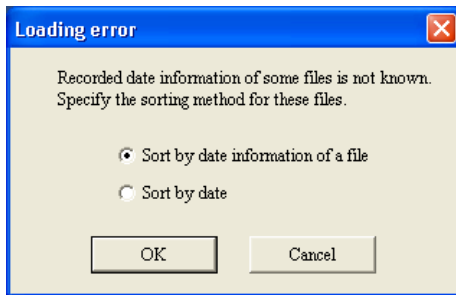 Loading error
Recorded date information of some files is not known.
Specify the sorting method for these files.
Sort by date information of a file
Sort by date
OK
Cancel